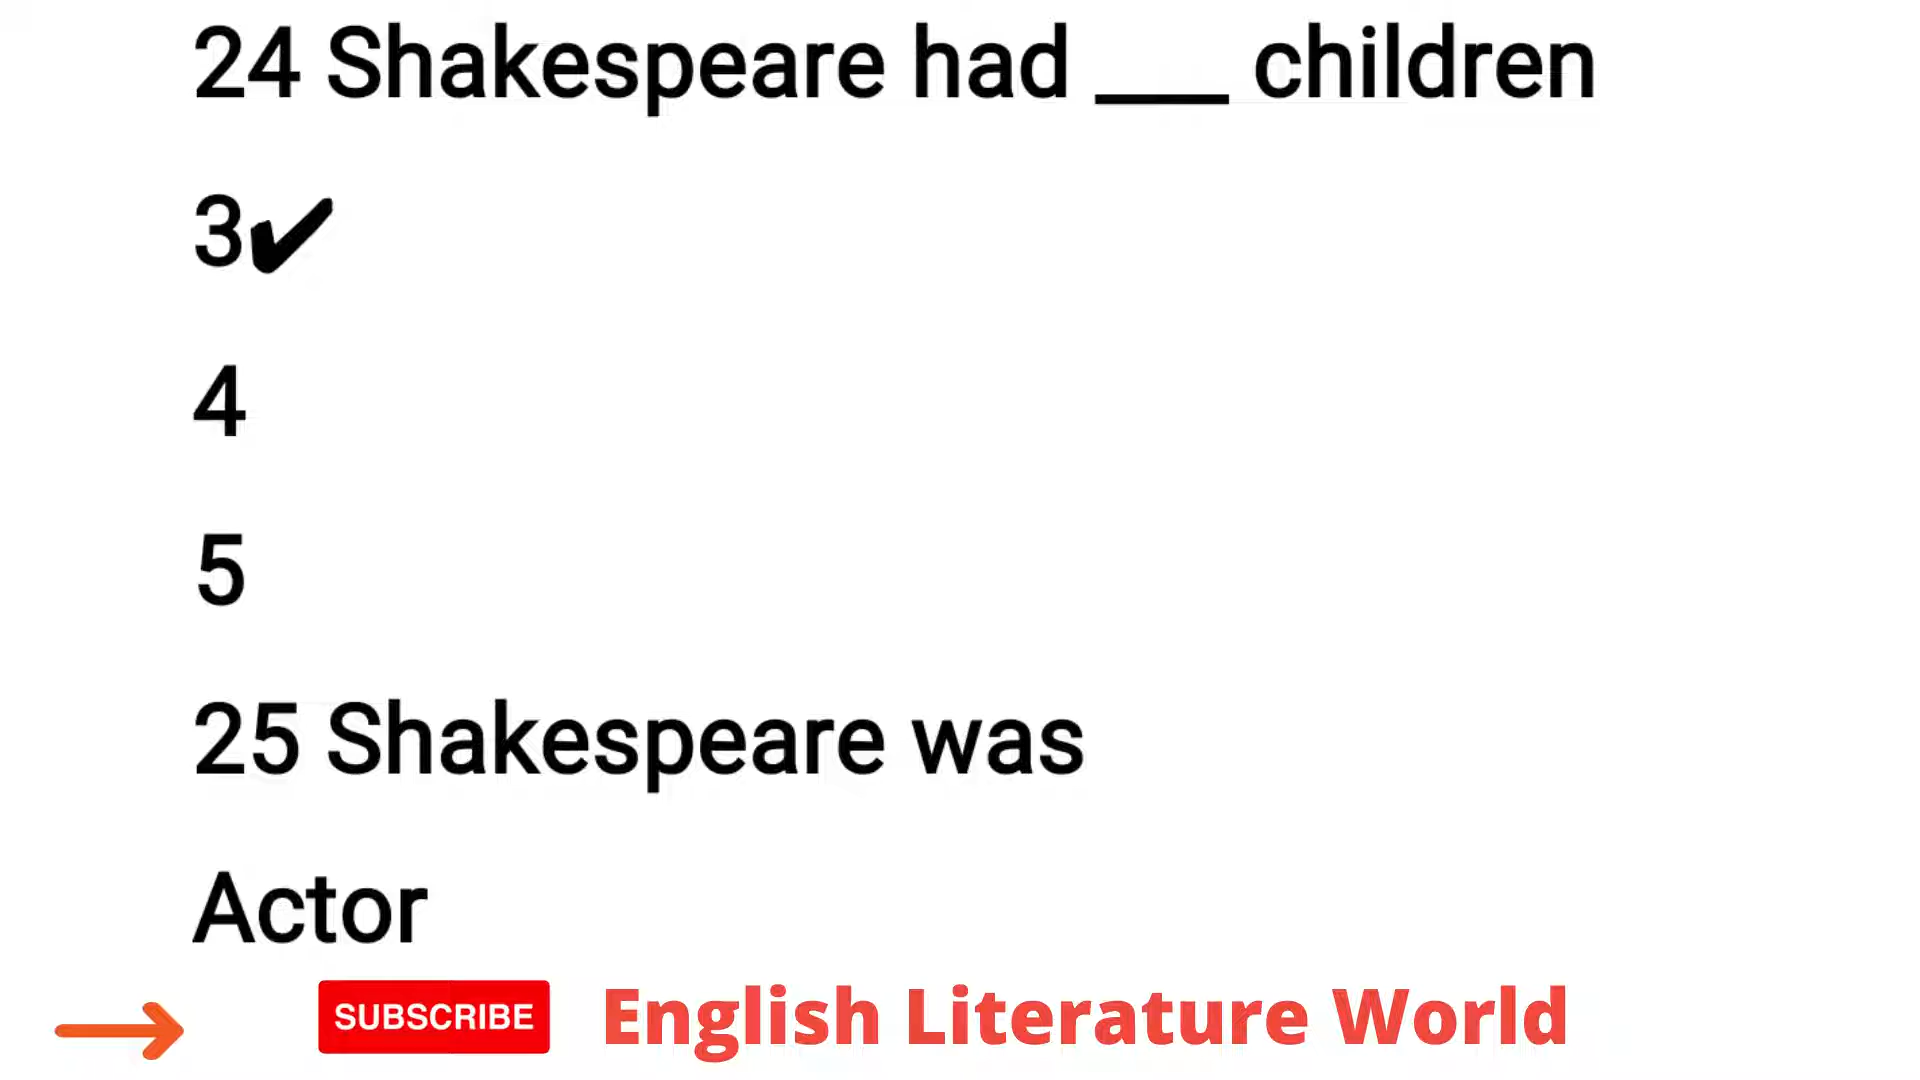 24 Shakespeare had ___ children
3✔
4
5
25 Shakespeare was
Actor
SUBSCRIBE English Literature World